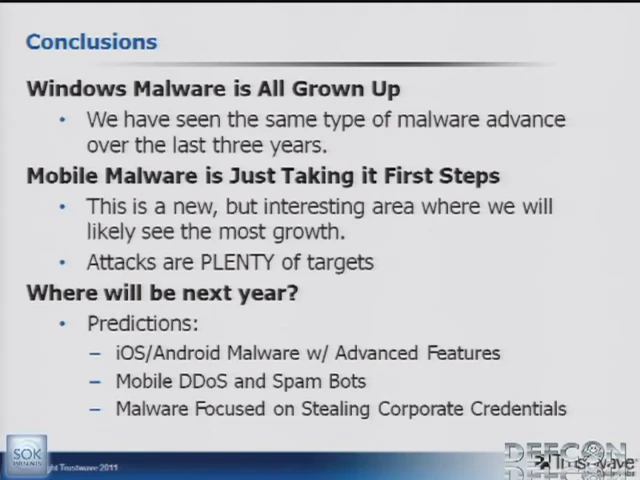 Conclusions
Windows Malware is All Grown Up
• We have seen the same type of malware advance
over the last three years.
Mobile Malware is Just Taking it First Steps
• This is a new, but interesting area where we will
likely see the most growth.
• Attacks are PLENTY of targets
Where will be next year?
• Predictions:
– iOS/Android Malware w/ Advanced Features
– Mobile DDoS and Spam Bots
– Malware Focused on Stealing Corporate Credentials
SOK
PRESENTS
ght Trustwave 2011
DEFCON
Trustwave